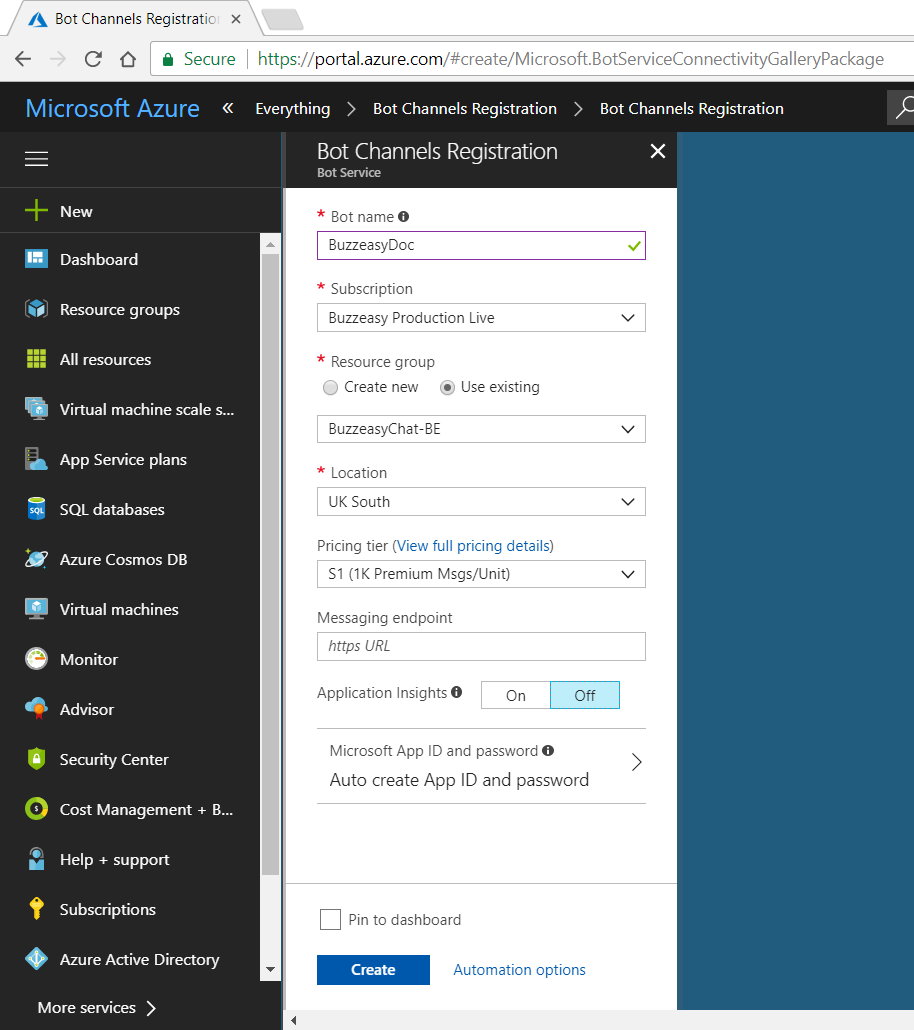 Bot Channels Registratio
Secure
https://portal.azure.com/#create/Microsoft.BotServiceConnectivityGalleryPackage
Microsoft Azure « Everything > Bot Channels Registration > Bot Channels Registration
Bot Channels Registration
Bot Service
New
Dashboard
Resource groups
All resources
Virtual machine scale s...
App Service plans
SQL databases
Azure Cosmos DB
Virtual machines
Monitor
Advisor
Security Center
Cost Management + B...
Help + support
Subscriptions
Azure Active Directory
More services >
* Bot name
BuzzeasyDoc
* Subscription
Buzzeasy Production Live
* Resource group
Create new Use existing
BuzzeasyChat-BE
* Location
UK South
Pricing tier (View full pricing details)
S1 (1K Premium Msgs/Unit)
Messaging endpoint
https URL
Application Insights On Off
Microsoft App ID and password
Auto create App ID and password
Pin to dashboard
Create Automation options